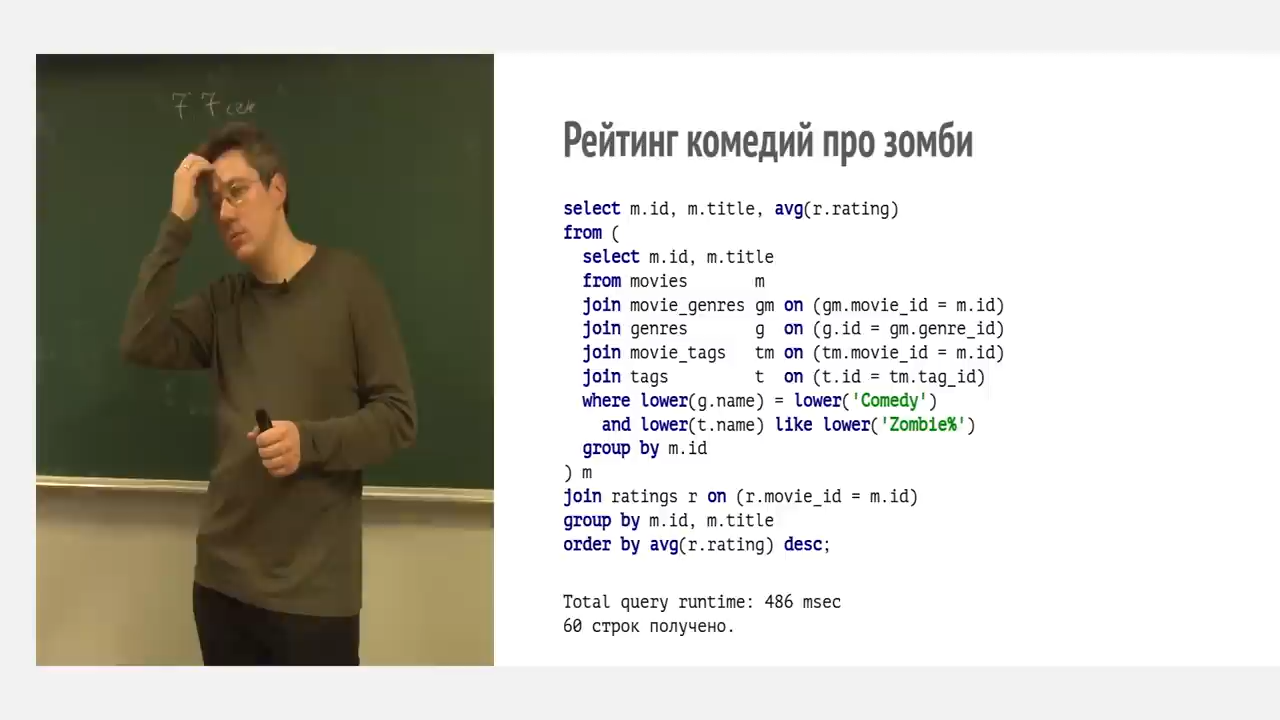 7 7 сек
Рейтинг комедий про зомби
select m.id, m.title, avg(r.rating)
from (
  select m.id, m.title
  from movies       m
  join movie_genres gm on (gm.movie_id = m.id)
  join genres       g  on (g.id = gm.genre_id)
  join movie_tags   tm on (tm.movie_id = m.id)
  join tags         t  on (t.id = tm.tag_id)
  where lower(g.name) = lower('Comedy')
    and lower(t.name) like lower('Zombie%')
  group by m.id
) m
join ratings r on (r.movie_id = m.id)
group by m.id, m.title
order by avg(r.rating) desc;
Total query runtime: 486 msec
60 строк получено.